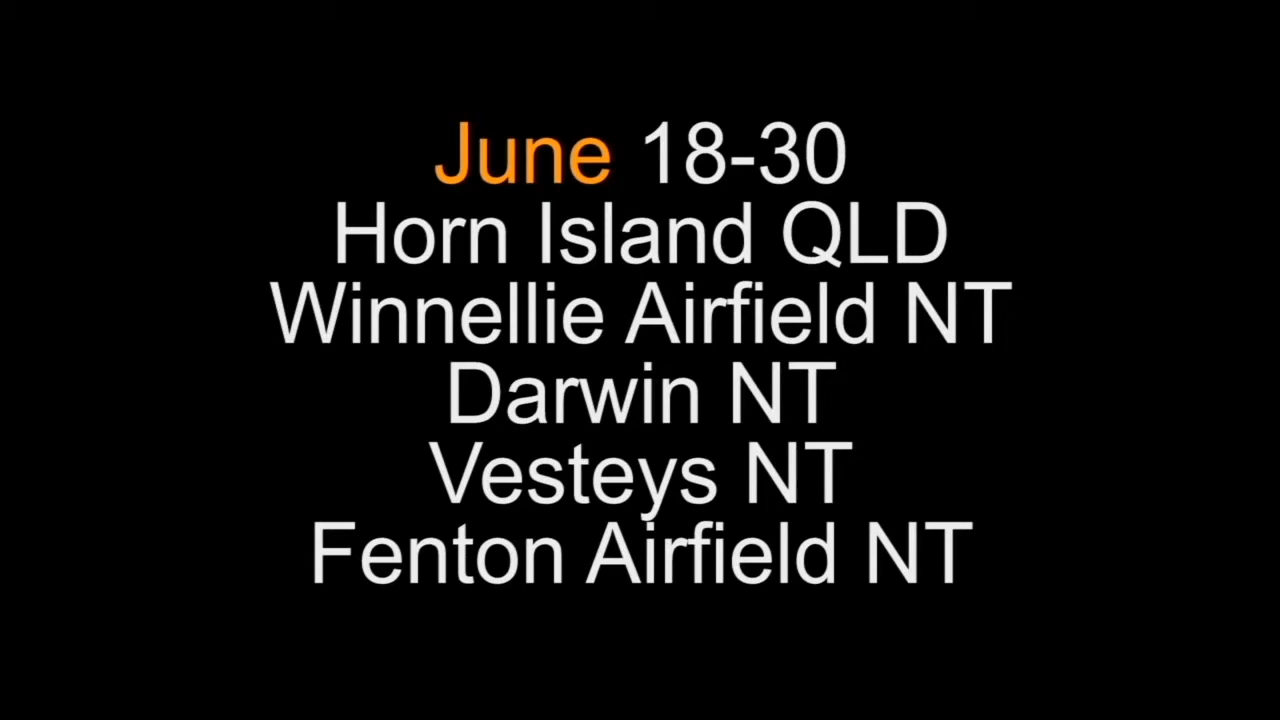 June 18-30
Horn Island QLD
Winnellie Airfield NT
Darwin NT
Vesteys NT
Fenton Airfield NT